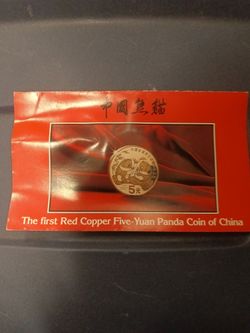 中國熊貓
5元
The first Red Copper Five-Yuan Panda Coin of China